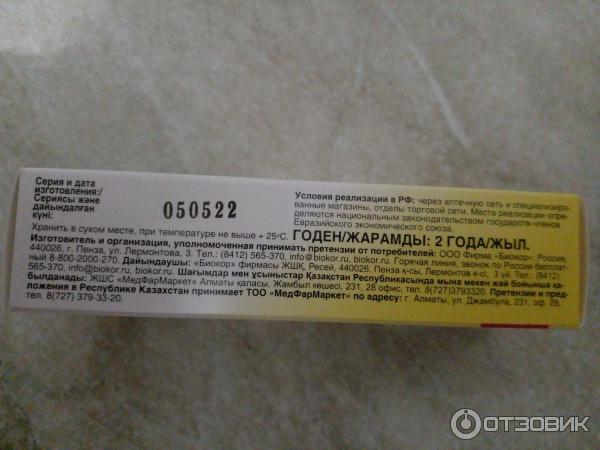 Серия и дата
изготовления:/
Сериясы және
дайындалған
күні:
050522
Хранить в сухом месте, при температуре не выше + 25°С.
Условия реализации в РФ: через аптечную сеть и специализиро-
ванные магазины, отделы торговой сети. Места реализации опре-
деляются национальным законодательством государств-членов
Евразийского экономического союза.
ГОДЕН/ЖАРАМДЫ: 2 ГОДА/ЖЫЛ.
Изготовитель и организация, уполномоченная принимать претензии от потребителей: ООО Фирма «Биокор», Россия,
440026, г. Пенза, ул. Лермонтова, 3. Тел.: (8412) 565-370, info@biokor.ru, biokor.ru. Горячая линия, звонок по России бесплат-
ный 8-800-2000-270. Дайындаушы: «Биокор» фирмасы ЖШҚ, Ресей, 440026. Пенза қ-сы, Лермонтов к-сі, 3 үй. Тел.: (8412)
565-370, info@biokor.ru, biokor.ru. Шағымдар мен ұсыныстар Қазақстан Республикасында мына мекен жай бойынша қа-
былданады: ЖШС «МедФарМаркет» Алматы қаласы, Жамбыл көшесі, 231, 28 офис, тел. 8(727)3793320. Претензии и пред-
ложения в Республике Казахстан принимает ТОО «МедФарМаркет» по адресу: г. Алматы, ул. Джамбула, 231, оф. 28,
тел. 8(727) 379-33-20.
ОТЗОВИК